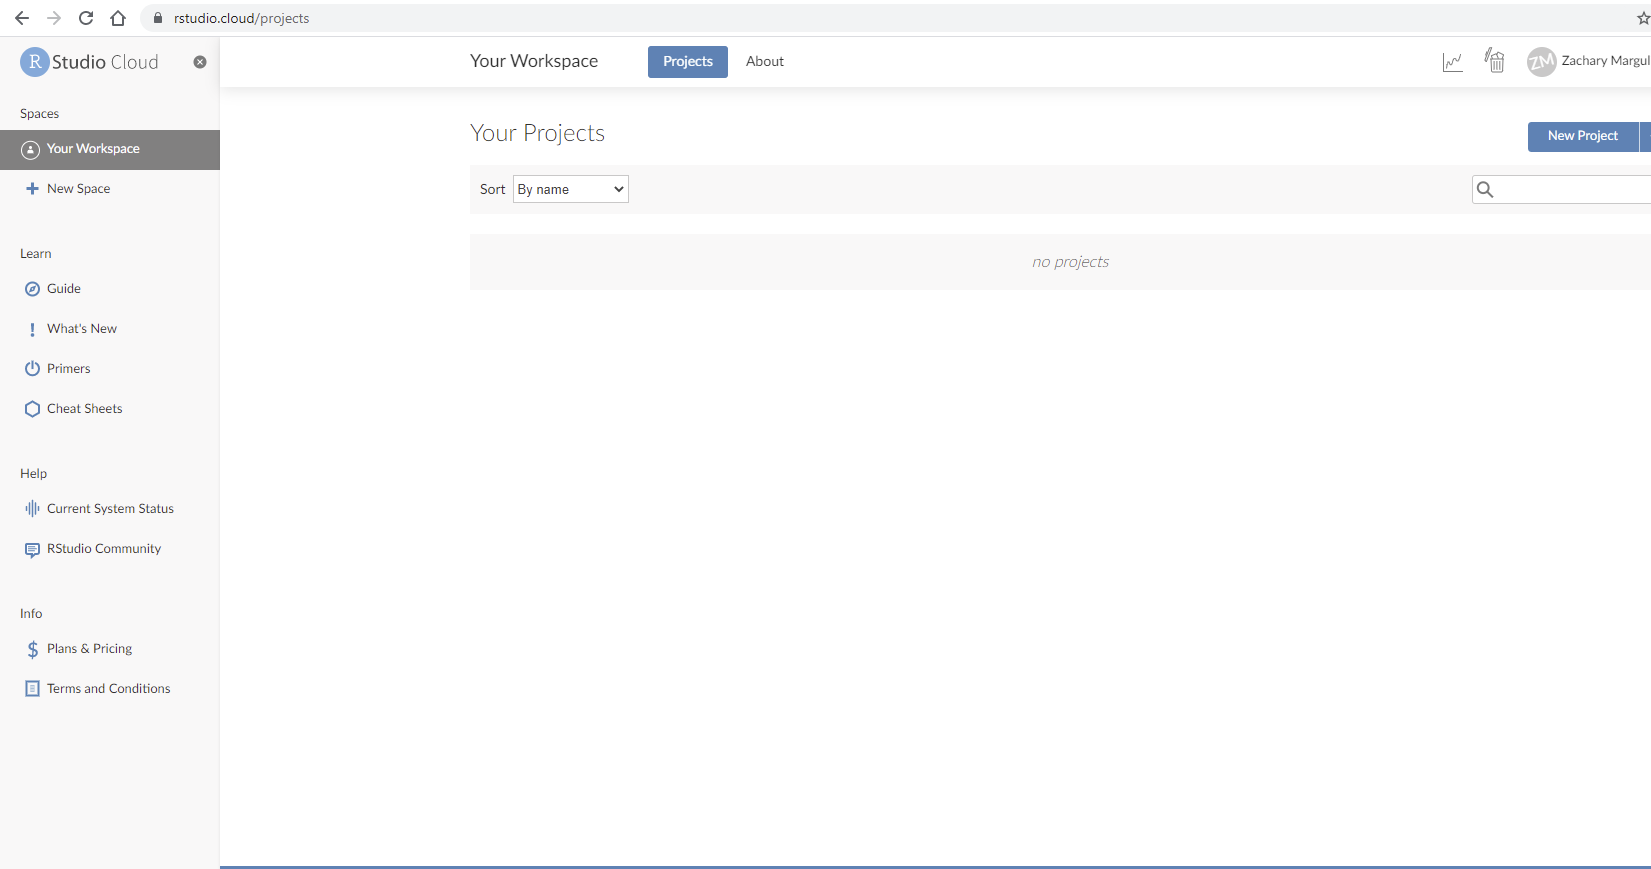 rstudio.cloud/projects
R Studio Cloud
Your Workspace
Projects
About
ZM
Zachary Margul
Spaces
Your Workspace
New Space
Learn
Guide
What's New
Primers
Cheat Sheets
Help
Current System Status
RStudio Community
Info
Plans & Pricing
Terms and Conditions
Your Projects
New Project
Sort By name
no projects